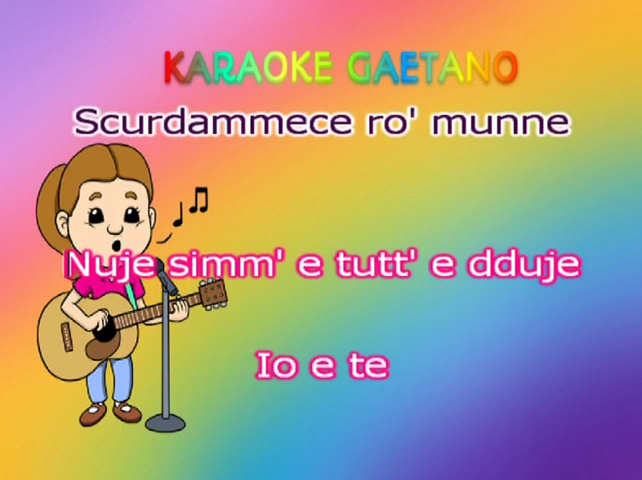 KARAOKE GAETANO
Scurdammece ro' munne
Nuje simm' e tutt' e dduje
Io e te